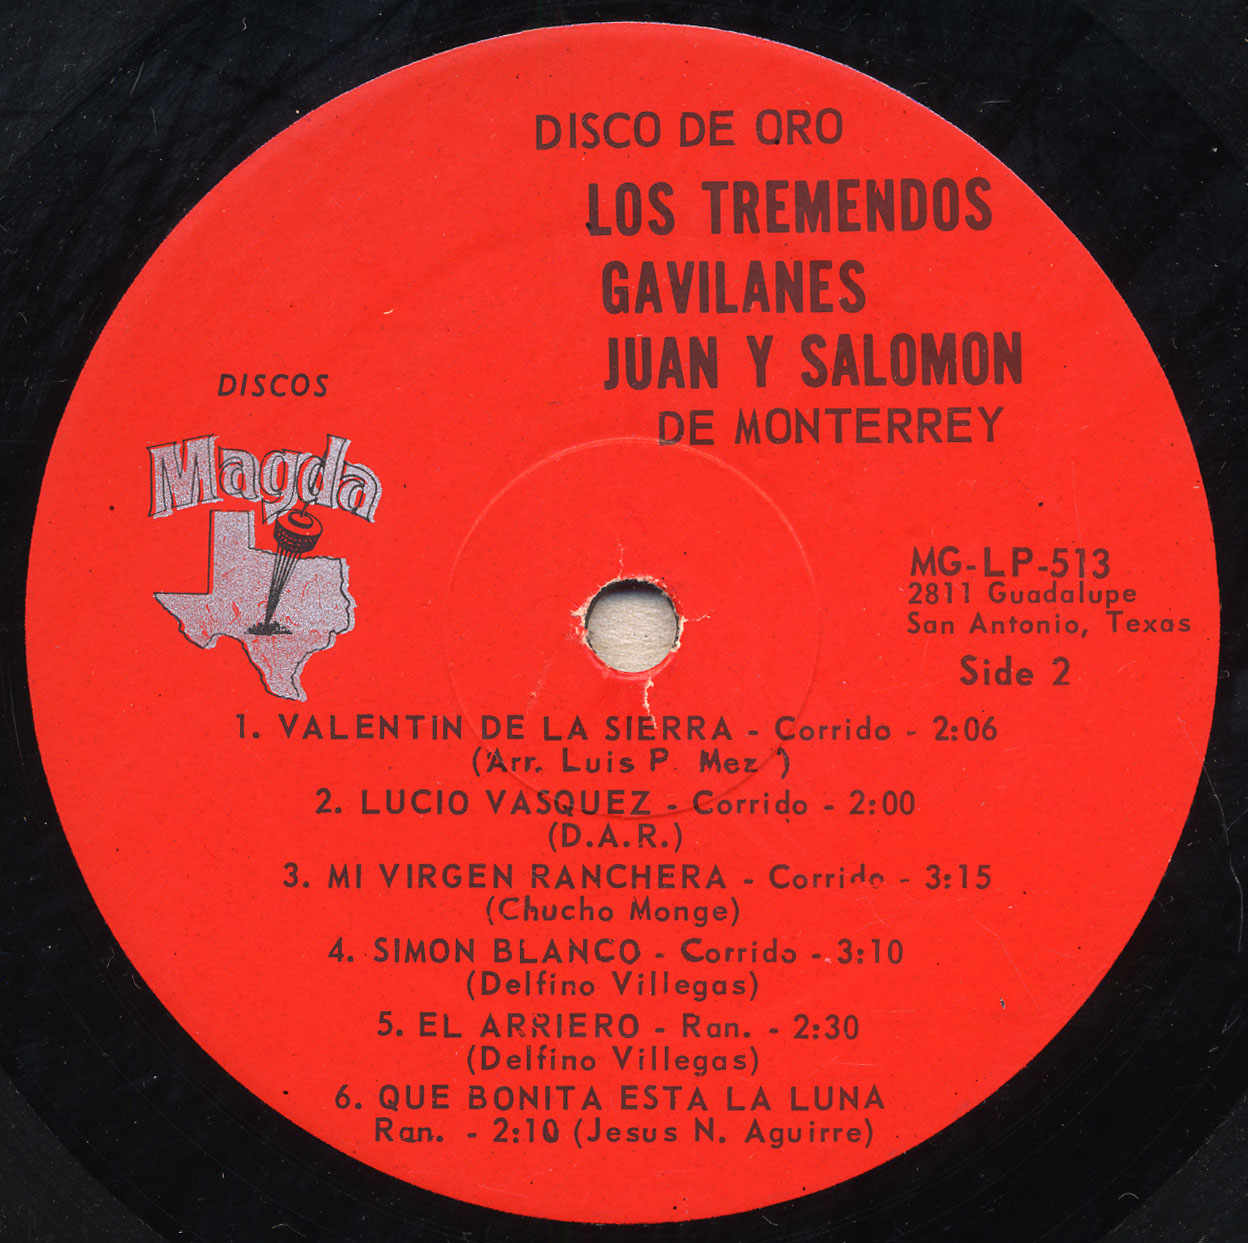 DISCO DE ORO
LOS TREMENDOS
GAVILANES
JUAN Y SALOMON
DE MONTERREY
DISCOS
Magda
MG-LP-513
2811 Guadalupe
San Antonio, Texas
Side 2
1. VALENTIN DE LA SIERRA - Corrido - 2:06
(Arr. Luis P. Mez )
2. LUCIO VASQUEZ - Corrido - 2:00
(D.A.R.)
3. MI VIRGEN RANCHERA - Corrido - 3:15
(Chucho Monge)
4. SIMON BLANCO - Corrido - 3:10
(Delfino Villegas)
5. EL ARRIERO - Ran. - 2:30
(Delfino Villegas)
6. QUE BONITA ESTA LA LUNA
Ran. - 2:10 (Jesus N. Aguirre)